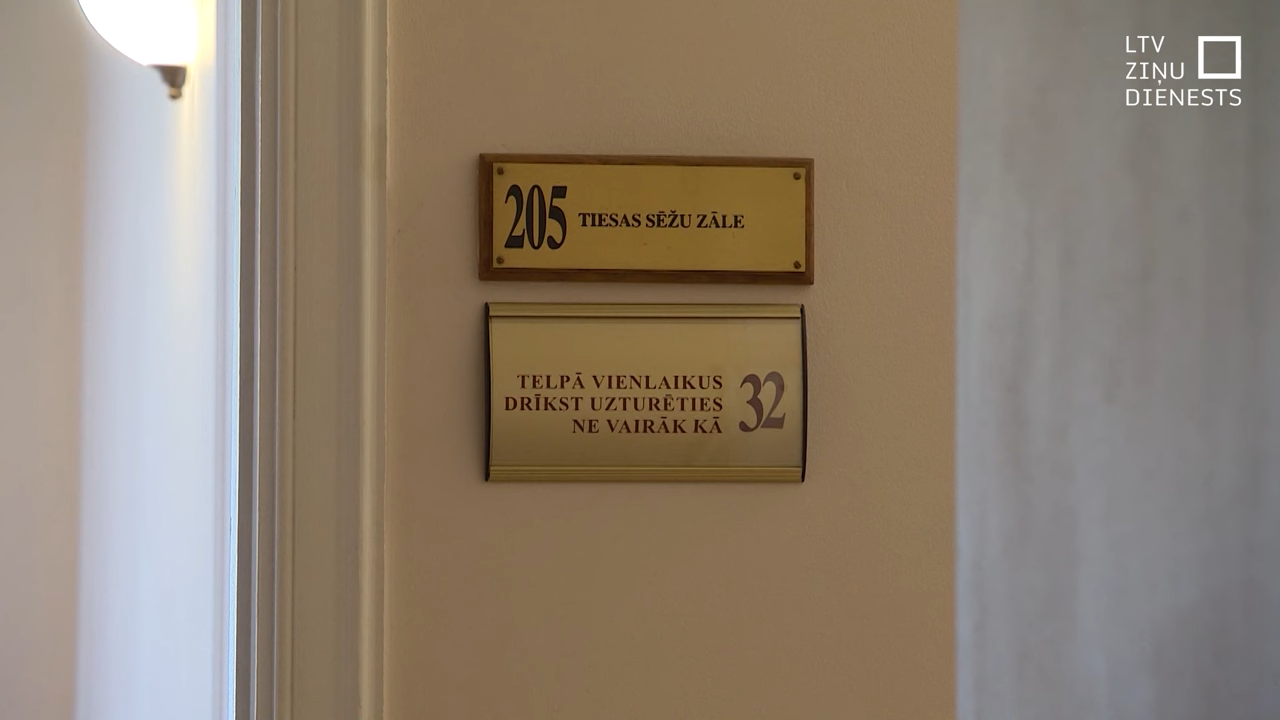 LTV
ZIŅU
DIENESTS
205 TIESAS SĒŽU ZĀLE
TELPĀ VIENLAIKUS
DRĪKST UZTURĒTIES
NE VAIRĀK KĀ
32